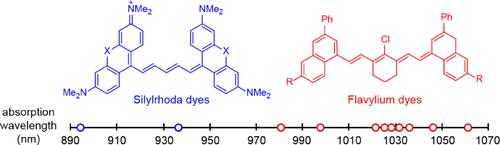 NMe2
+
NMe2
X
X
NMe2
NMe2
Silylrhoda dyes
Ph
Ph
Cl
R
R
Flavylium dyes
absorption
wavelength
(nm)
890 910 930 950 970 990 1010 1030 1050 1070